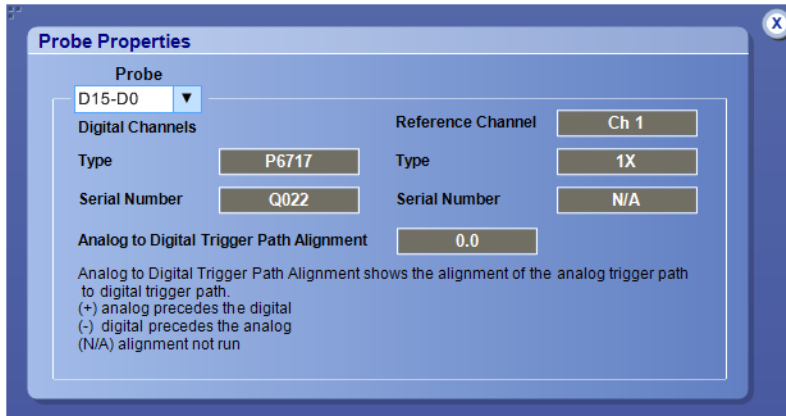 X
Probe Properties
Probe
D15-D0 ▼
Digital Channels
Reference Channel Ch 1
Type P6717 Type 1X
Serial Number Q022 Serial Number N/A
Analog to Digital Trigger Path Alignment 0.0
Analog to Digital Trigger Path Alignment shows the alignment of the analog trigger path
to digital trigger path.
(+) analog precedes the digital
(-) digital precedes the analog
(N/A) alignment not run